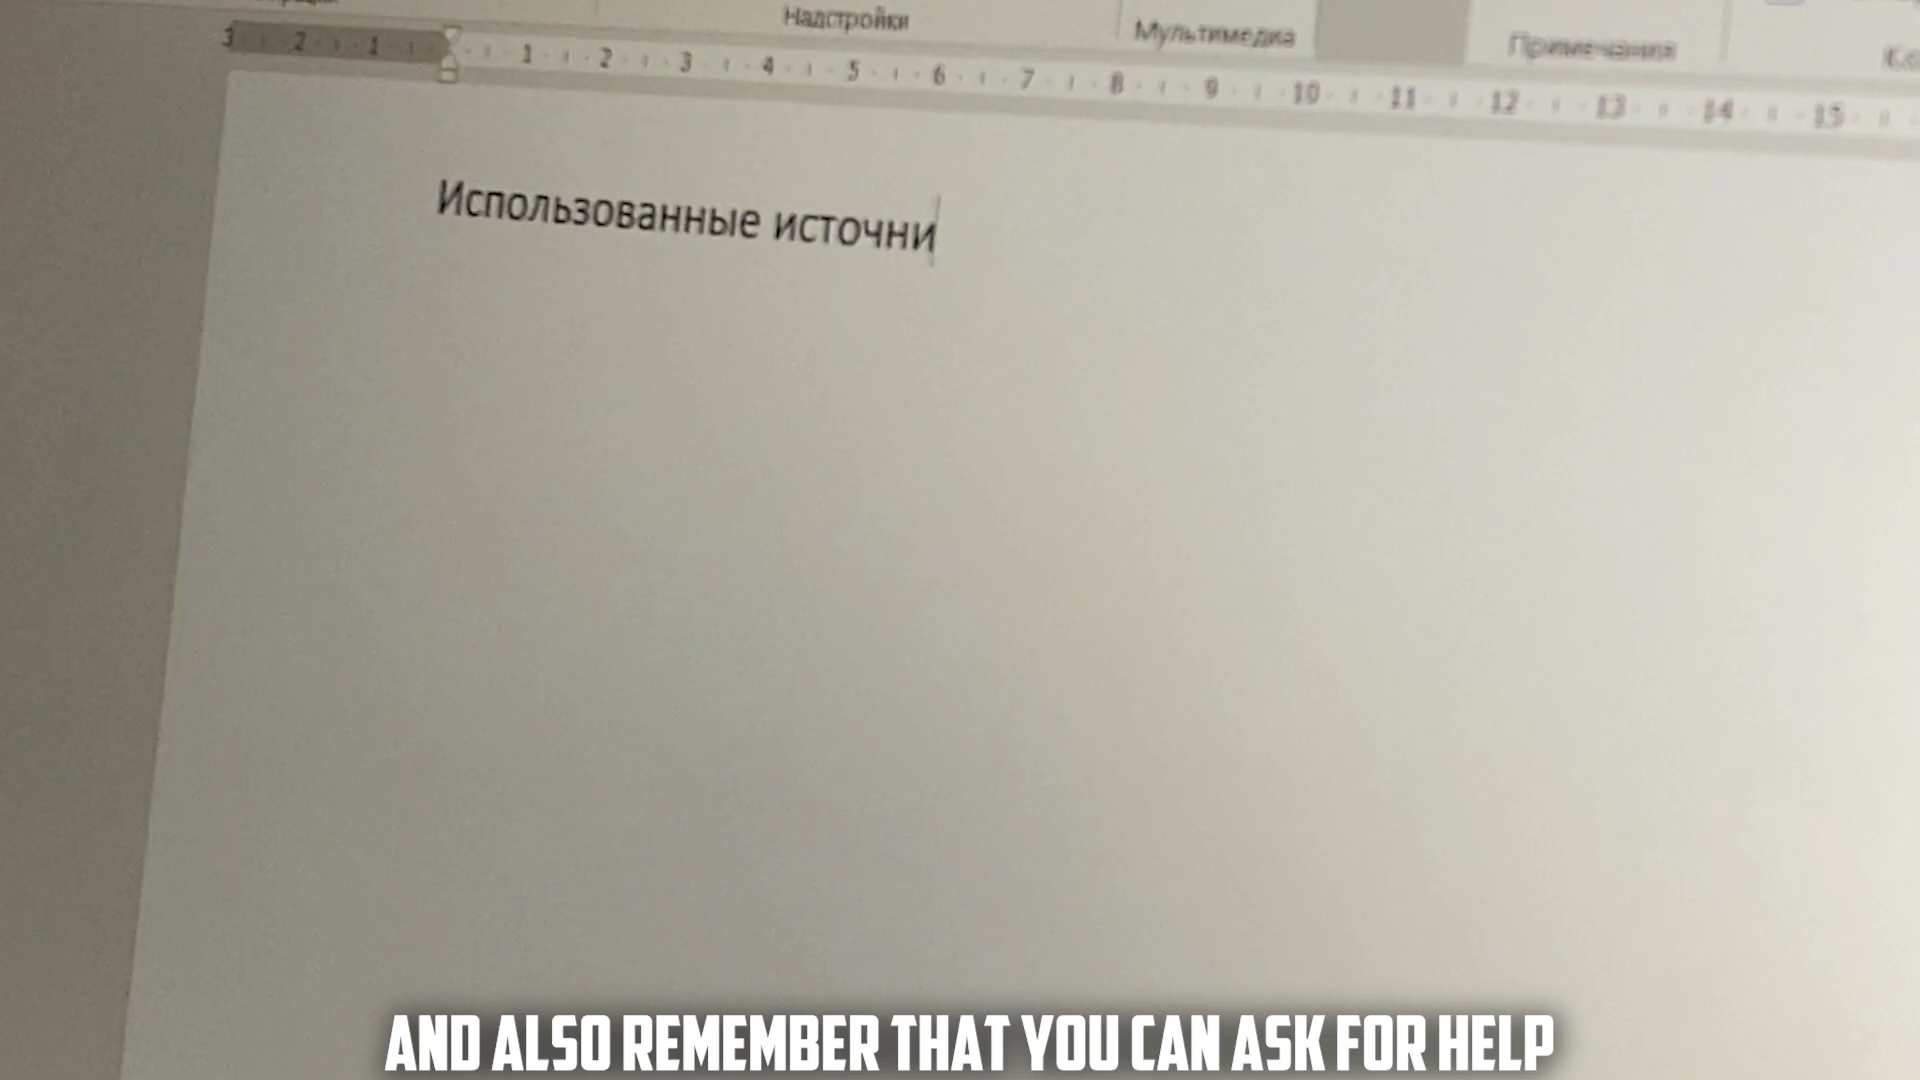 Надстройки
Мультимедиа
Примечания
3 2 1 1 2 3 4 5 6 7 8 9 10 11 12 13 14 15
Использованные источни
AND ALSO REMEMBER THAT YOU CAN ASK FOR HELP